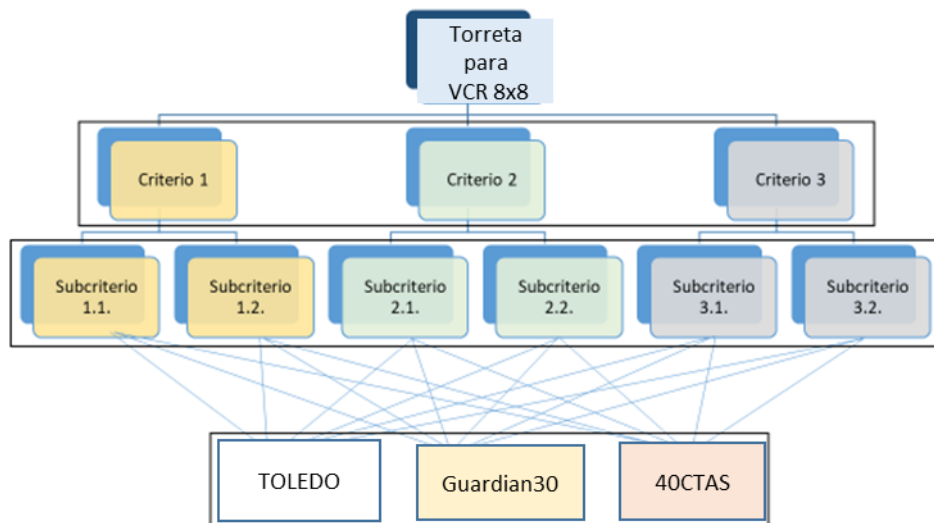 Torreta
para
VCR 8x8
Criterio 1
Criterio 2
Criterio 3
Subcriterio
1.1.
Subcriterio
1.2.
Subcriterio
2.1.
Subcriterio
2.2.
Subcriterio
3.1.
Subcriterio
3.2.
TOLEDO
Guardian30
40CTAS